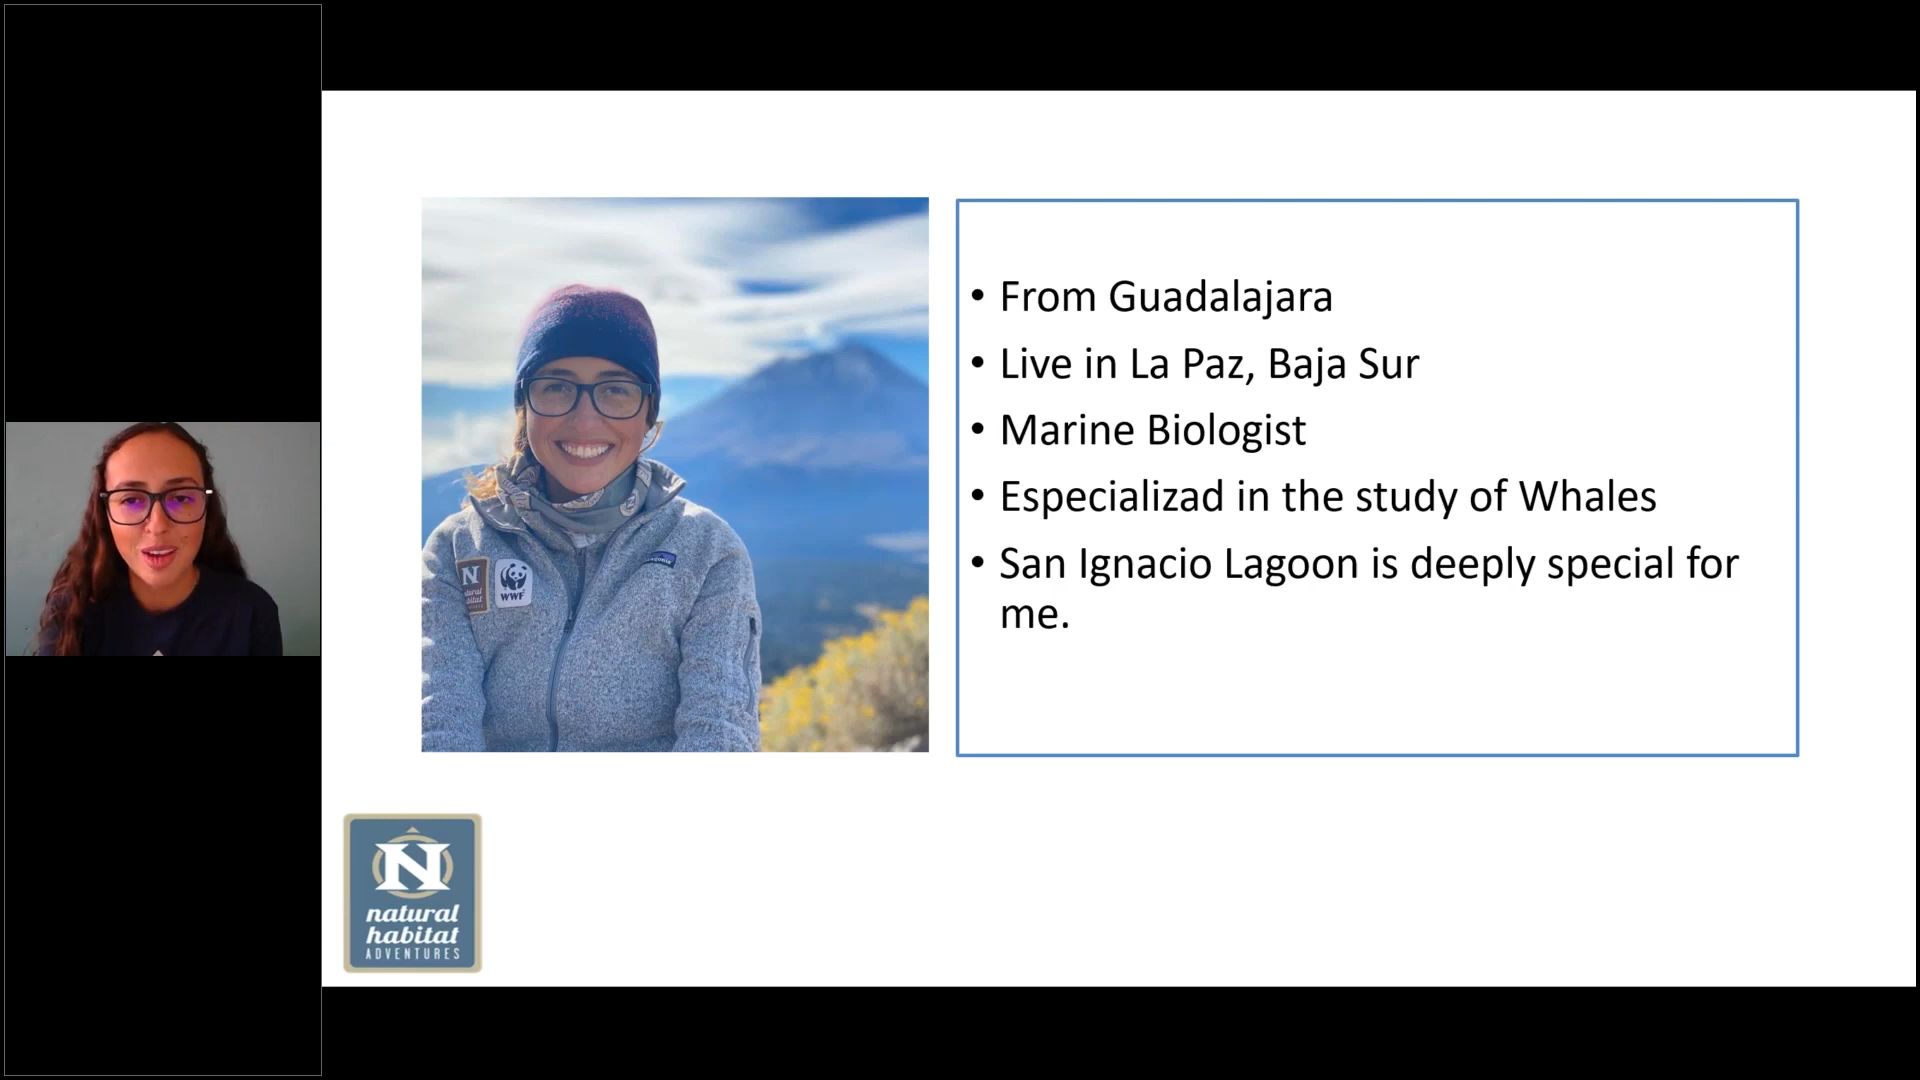 • From Guadalajara
• Live in La Paz, Baja Sur
• Marine Biologist
• Especializad in the study of Whales
• San Ignacio Lagoon is deeply special for
me.
N
WWF
N
natural
habitat
ADVENTURES